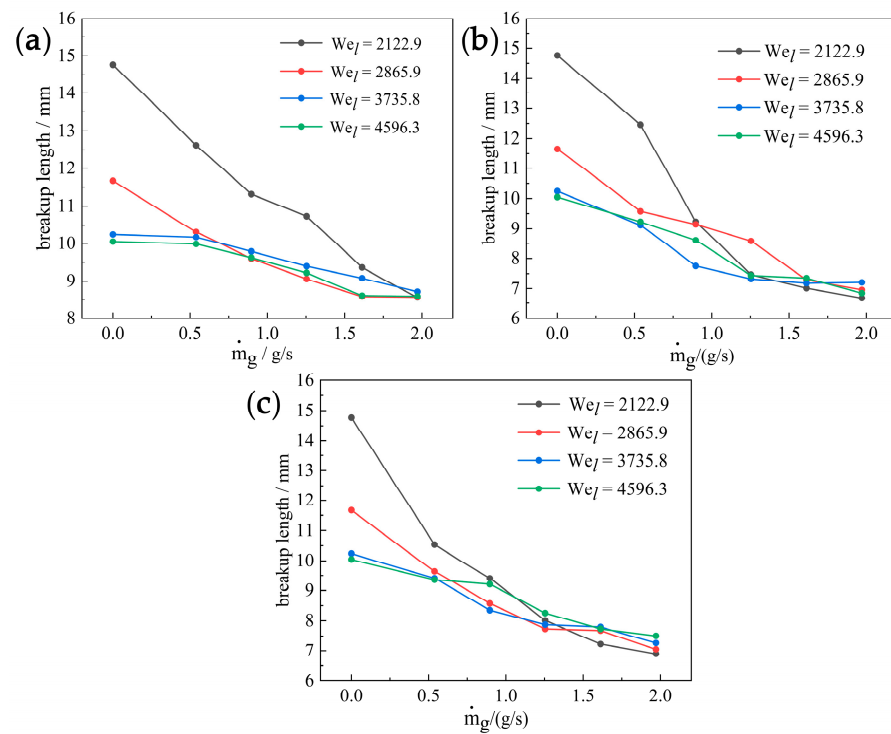 (a)
16
15
14
13
12
11
10
9
8
breakup length / mm
0.0
0.5
1.0
1.5
2.0
ṁg / g/s
Wel = 2122.9
Wel = 2865.9
Wel = 3735.8
Wel = 4596.3
(b)
16
15
14
13
12
11
10
9
8
7
6
breakup length / mm
0.0
0.5
1.0
1.5
2.0
ṁg/(g/s)
Wel = 2122.9
Wel = 2865.9
Wel = 3735.8
Wel = 4596.3
(c)
16
15
14
13
12
11
10
9
8
7
6
breakup length / mm
0.0
0.5
1.0
1.5
2.0
ṁg/(g/s)
Wel = 2122.9
Wel – 2865.9
Wel = 3735.8
Wel = 4596.3